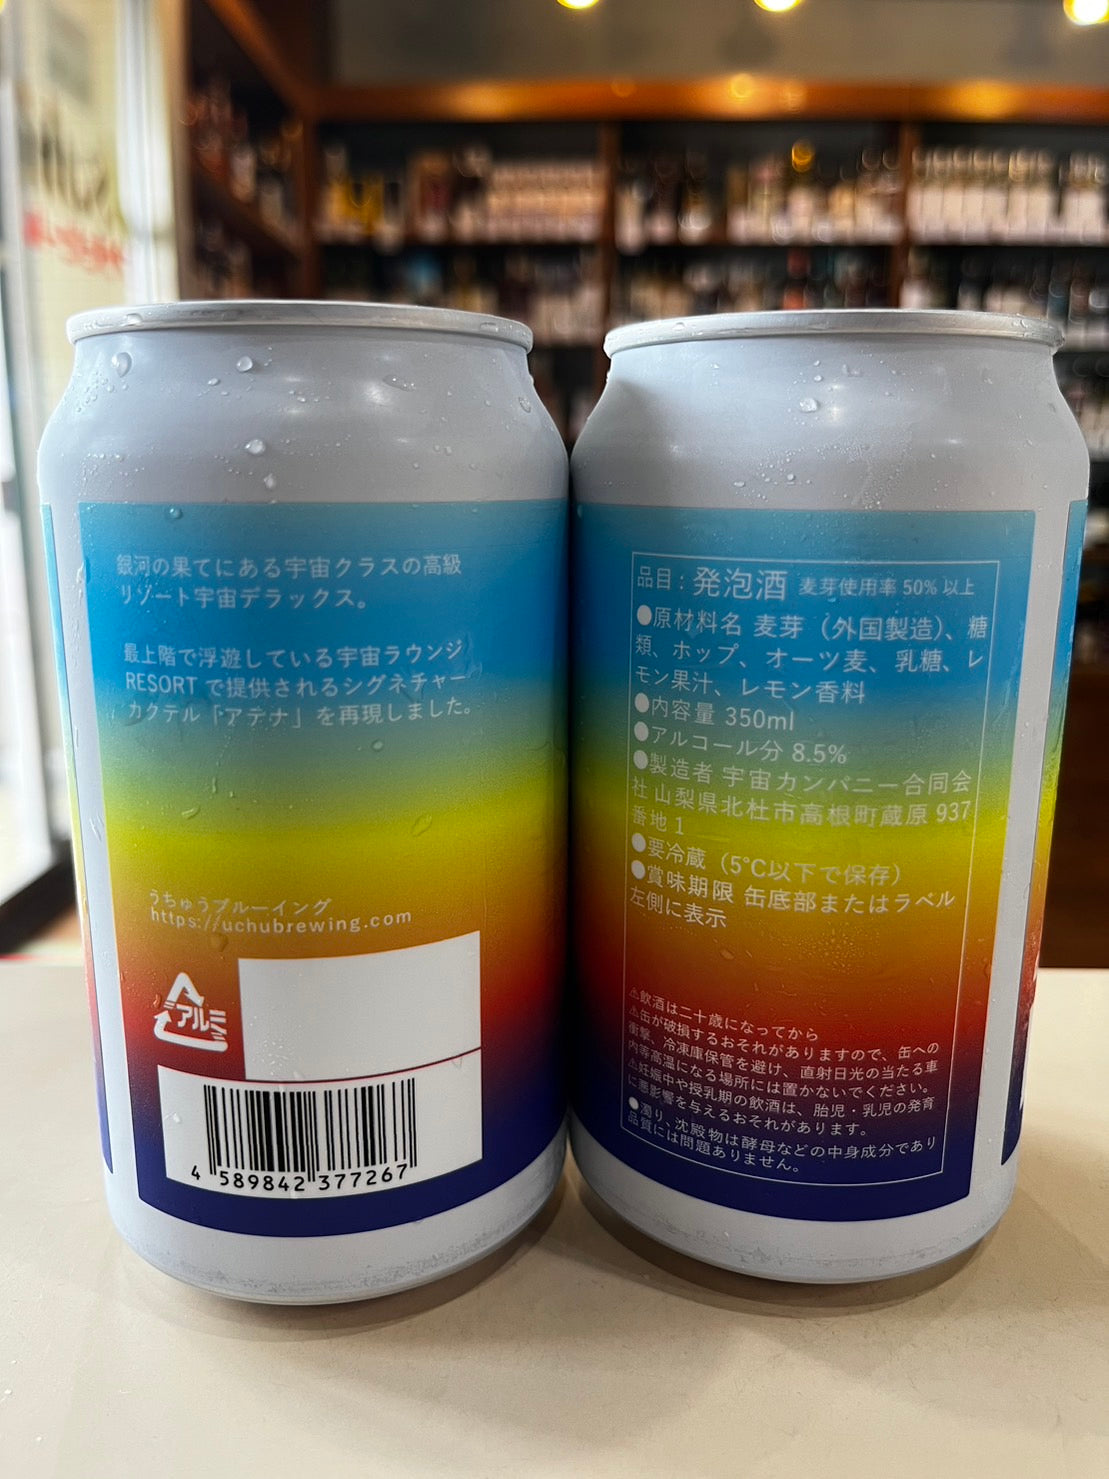 銀河の果てにある宇宙クラスの高級
リゾート宇宙デラックス。
最上階で浮遊している宇宙ラウンジ
RESORT で提供されるシグネチャー
カクテル「アテナ」を再現しました。
うちゅうブルーイング
https://uchubrewing.com
アルミ
4 589842 377267
品目 : 発泡酒 麦芽使用率 50% 以上
●原材料名 麦芽（外国製造）、糖
類、ホップ、オーツ麦、乳糖、レ
モン果汁、レモン香料
●内容量 350ml
●アルコール分 8.5%
●製造者 宇宙カンパニー合同会
社 山梨県北杜市高根町蔵原 937
番地 1
●要冷蔵（5℃以下で保存）
●賞味期限 缶底部またはラベル
左側に表示
⚠飲酒は二十歳になってから
⚠缶が破損するおそれがありますので、缶への
衝撃、冷凍庫保管を避け、直射日光の当たる車
内等高温になる場所には置かないでください。
⚠妊娠中や授乳期の飲酒は、胎児・乳児の発育
に悪影響を与えるおそれがあります。
●濁り、沈殿物は酵母などの中身成分であり
品質には問題ありません。